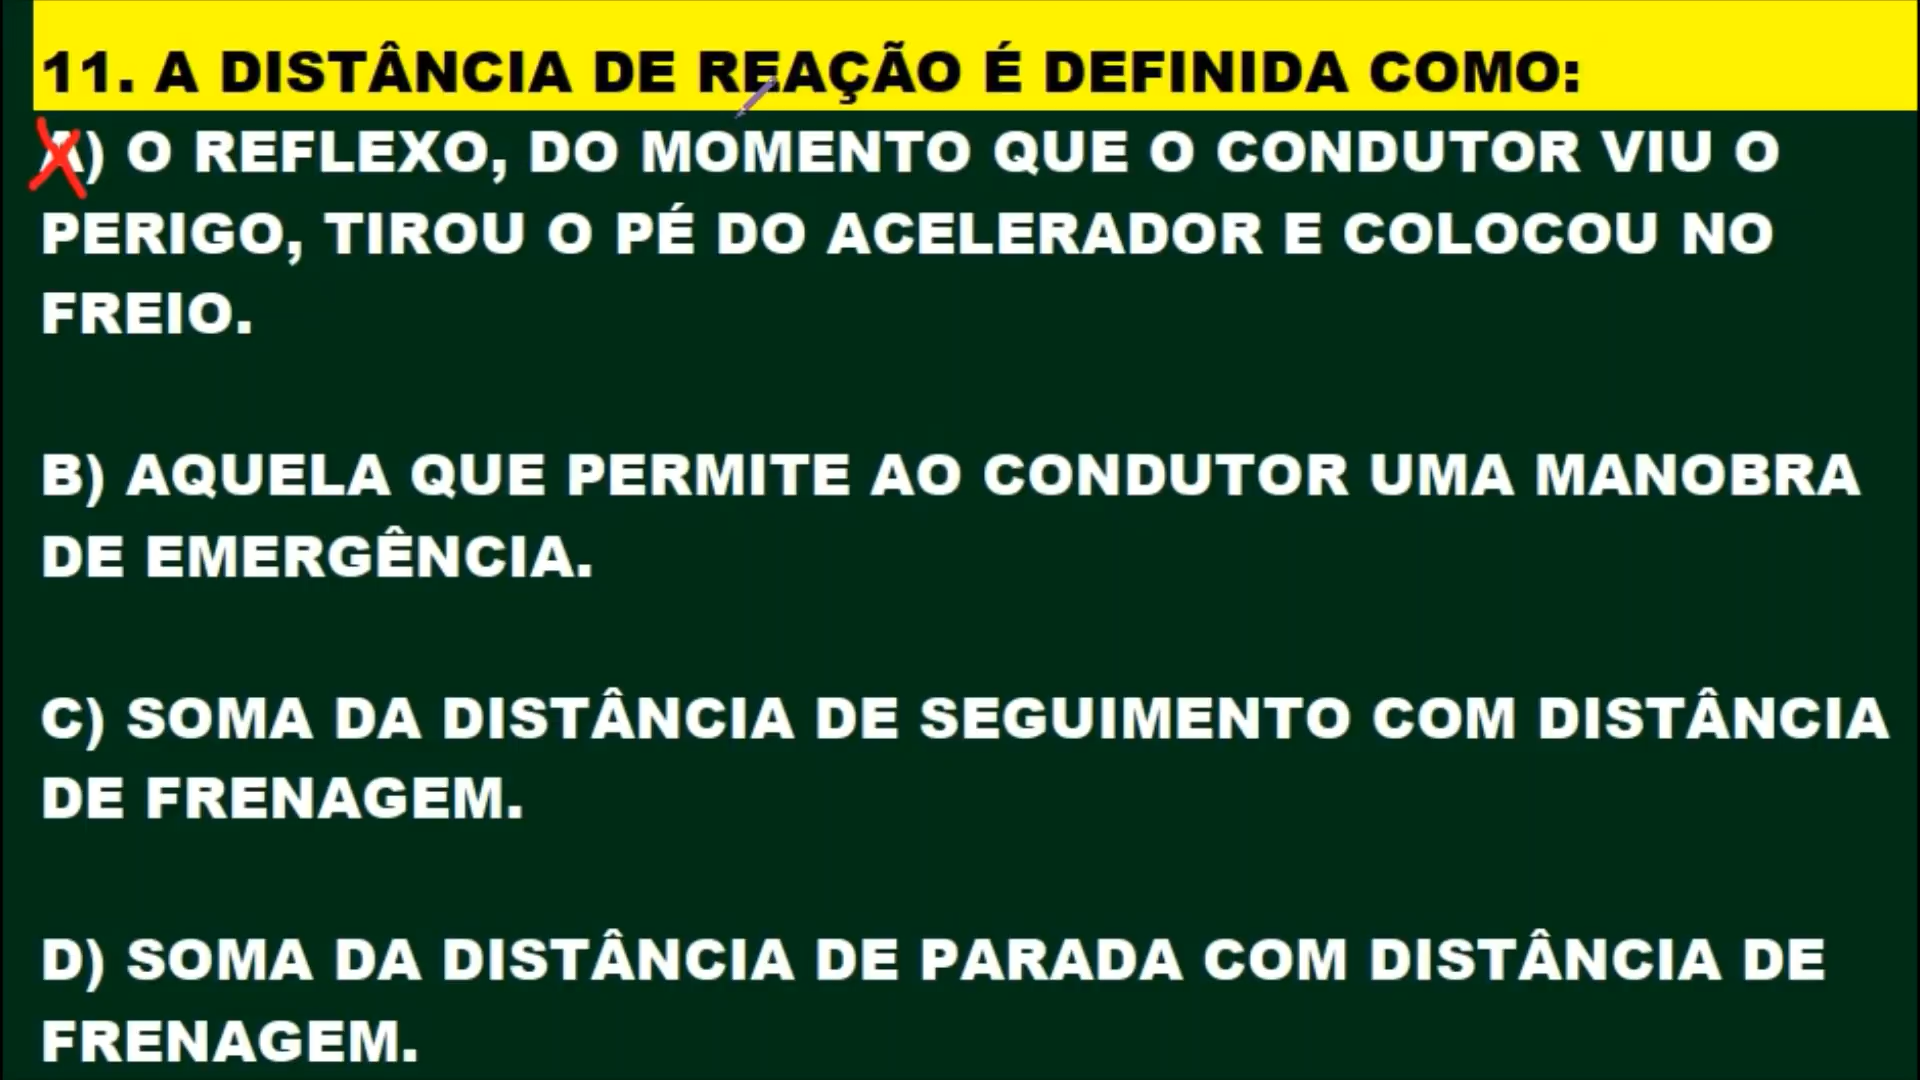 11. A DISTÂNCIA DE REAÇÃO É DEFINIDA COMO:
A) O REFLEXO, DO MOMENTO QUE O CONDUTOR VIU O
PERIGO, TIROU O PÉ DO ACELERADOR E COLOCOU NO
FREIO.
B) AQUELA QUE PERMITE AO CONDUTOR UMA MANOBRA
DE EMERGÊNCIA.
C) SOMA DA DISTÂNCIA DE SEGUIMENTO COM DISTÂNCIA
DE FRENAGEM.
D) SOMA DA DISTÂNCIA DE PARADA COM DISTÂNCIA DE
FRENAGEM.